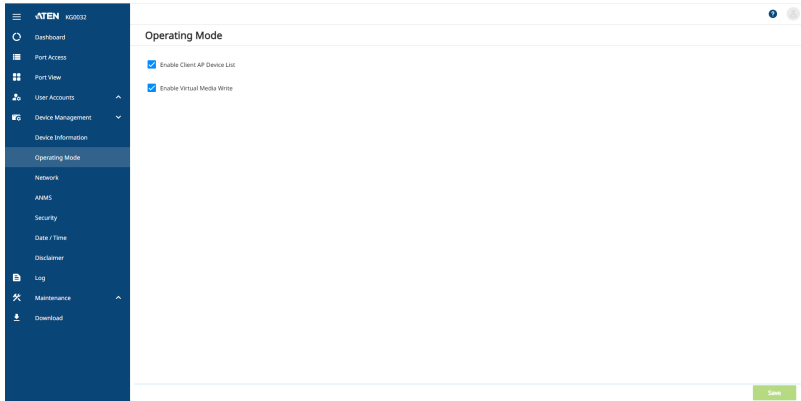 ATEN KG0032
Dashboard
Port Access
Port View
User Accounts
Device Management
Device Information
Operating Mode
Network
ANMS
Security
Date / Time
Disclaimer
Log
Maintenance
Download
?
Operating Mode
Enable Client AP Device List
Enable Virtual Media Write
Save